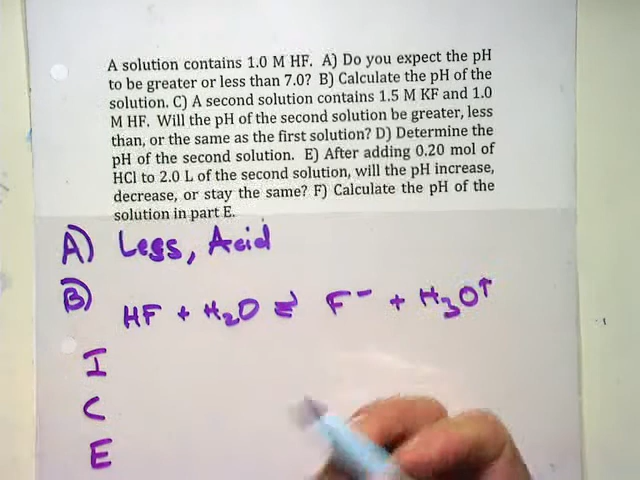 A solution contains 1.0 M HF. A) Do you expect the pH
to be greater or less than 7.0? B) Calculate the pH of the
solution. C) A second solution contains 1.5 M KF and 1.0
M HF. Will the pH of the second solution be greater, less
than, or the same as the first solution? D) Determine the
pH of the second solution. E) After adding 0.20 mol of
HCl to 2.0 L of the second solution, will the pH increase,
decrease, or stay the same? F) Calculate the pH of the
solution in part E.
A) Less, Acid
B) HF + H₂O ⇌ F⁻ + H₃O⁺
I
C
E